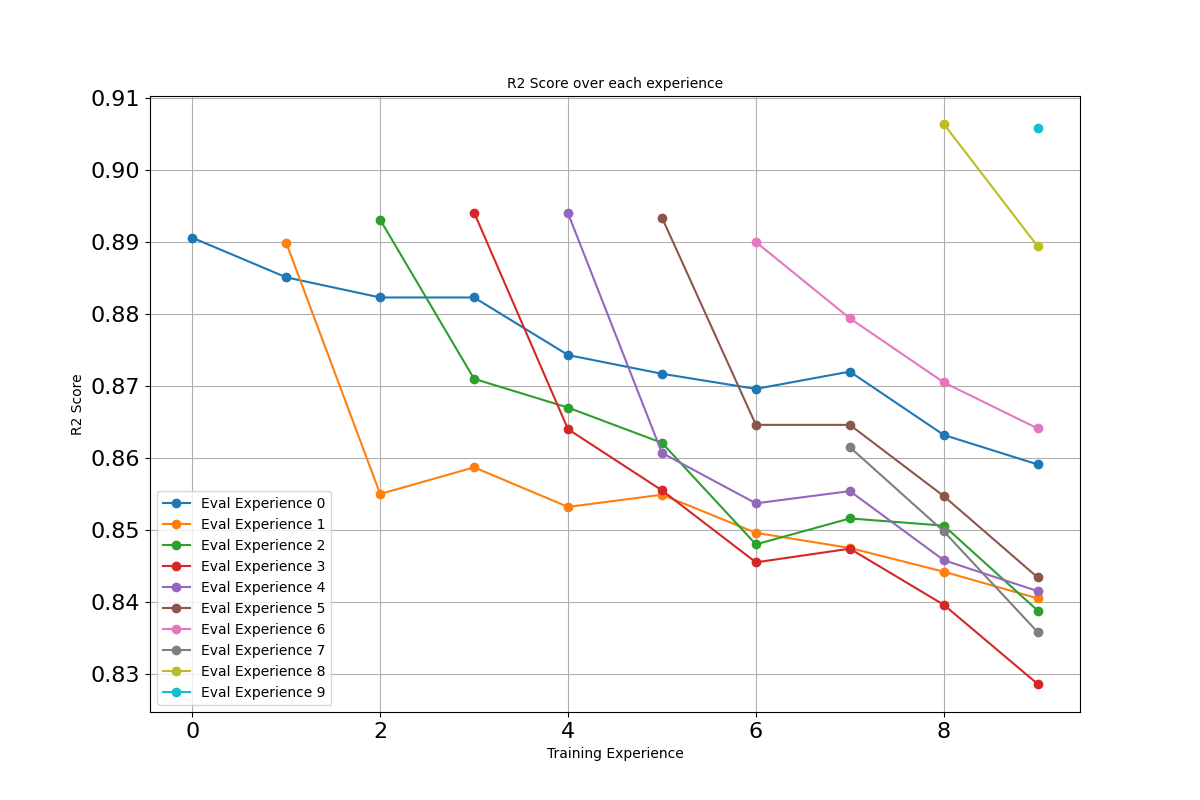 R2 Score over each experience
0.91
0.90
0.89
0.88
0.87
0.86
0.85
0.84
0.83
R2 Score
Eval Experience 0
Eval Experience 1
Eval Experience 2
Eval Experience 3
Eval Experience 4
Eval Experience 5
Eval Experience 6
Eval Experience 7
Eval Experience 8
Eval Experience 9
0 2 4 6 8
Training Experience